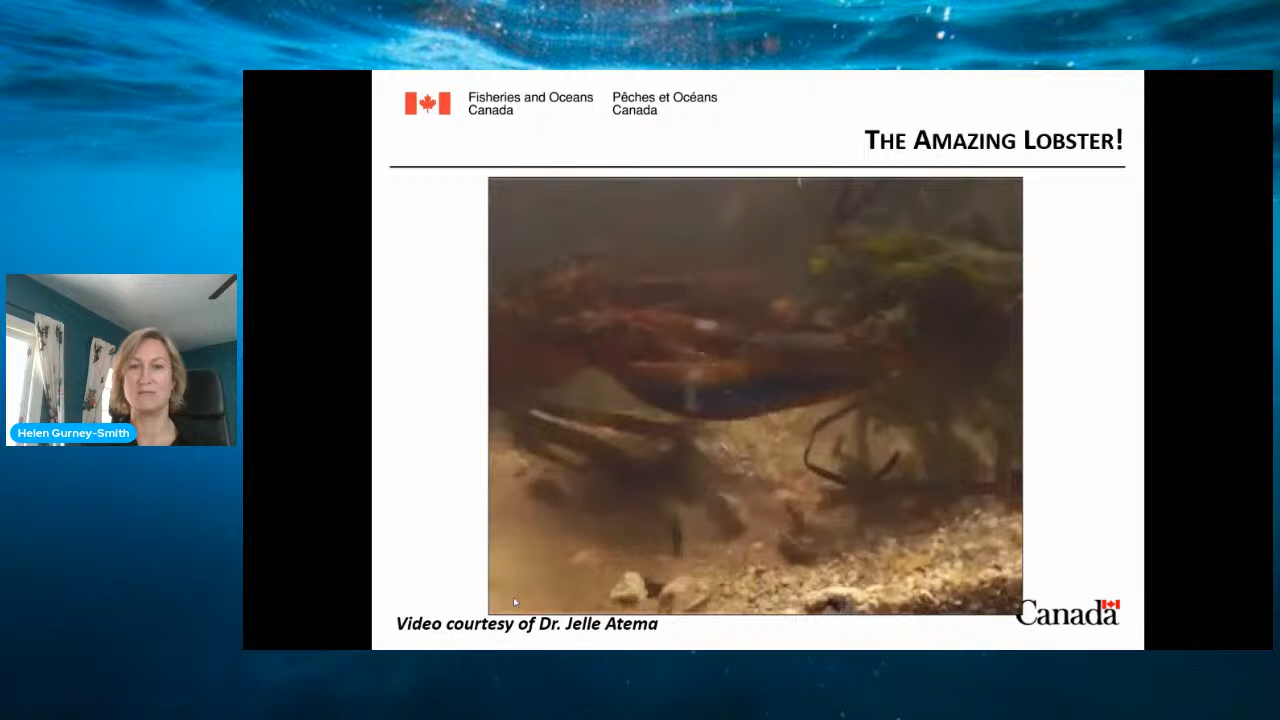 Fisheries and Oceans
Canada
Pêches et Océans
Canada
THE AMAZING LOBSTER!
Helen Gurney-Smith
Video courtesy of Dr. Jelle Atema
Canada